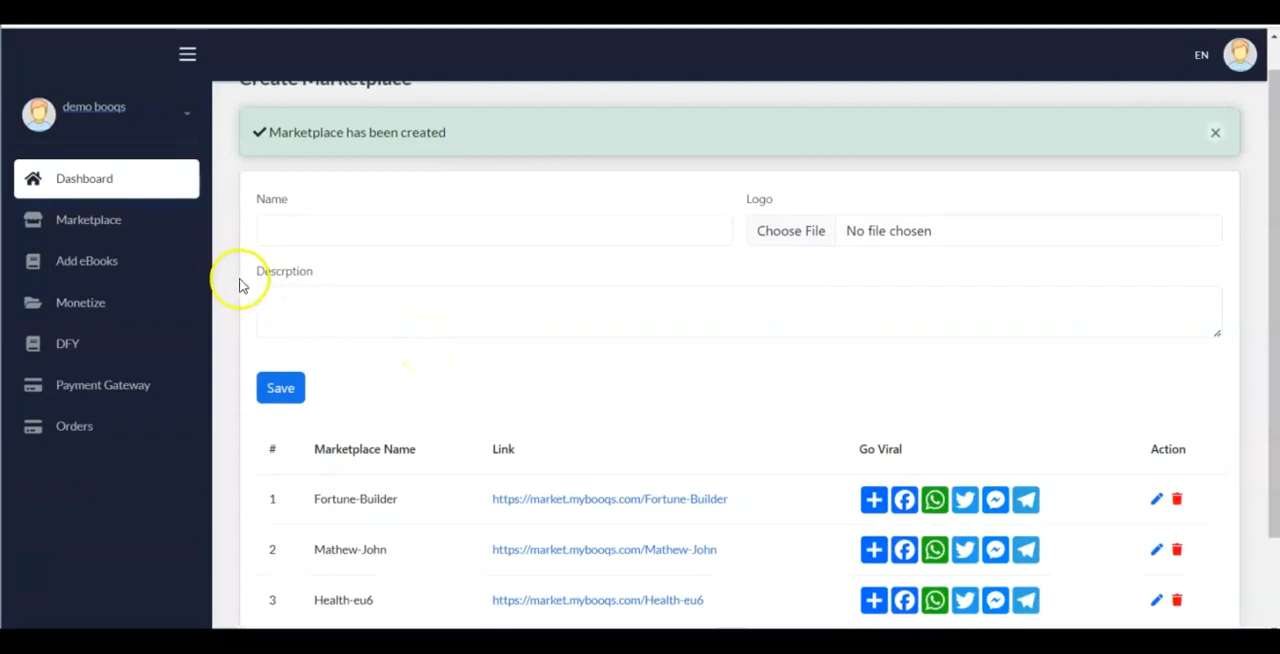 EN
demo booqs
Create Marketplace
Marketplace has been created
Dashboard
Marketplace
Add eBooks
Monetize
DFY
Payment Gateway
Orders
Name
Logo
Choose File No file chosen
Descrption
Save
# Marketplace Name Link Go Viral Action
1 Fortune-Builder https://market.mybooqs.com/Fortune-Builder
2 Mathew-John https://market.mybooqs.com/Mathew-John
3 Health-eu6 https://market.mybooqs.com/Health-eu6